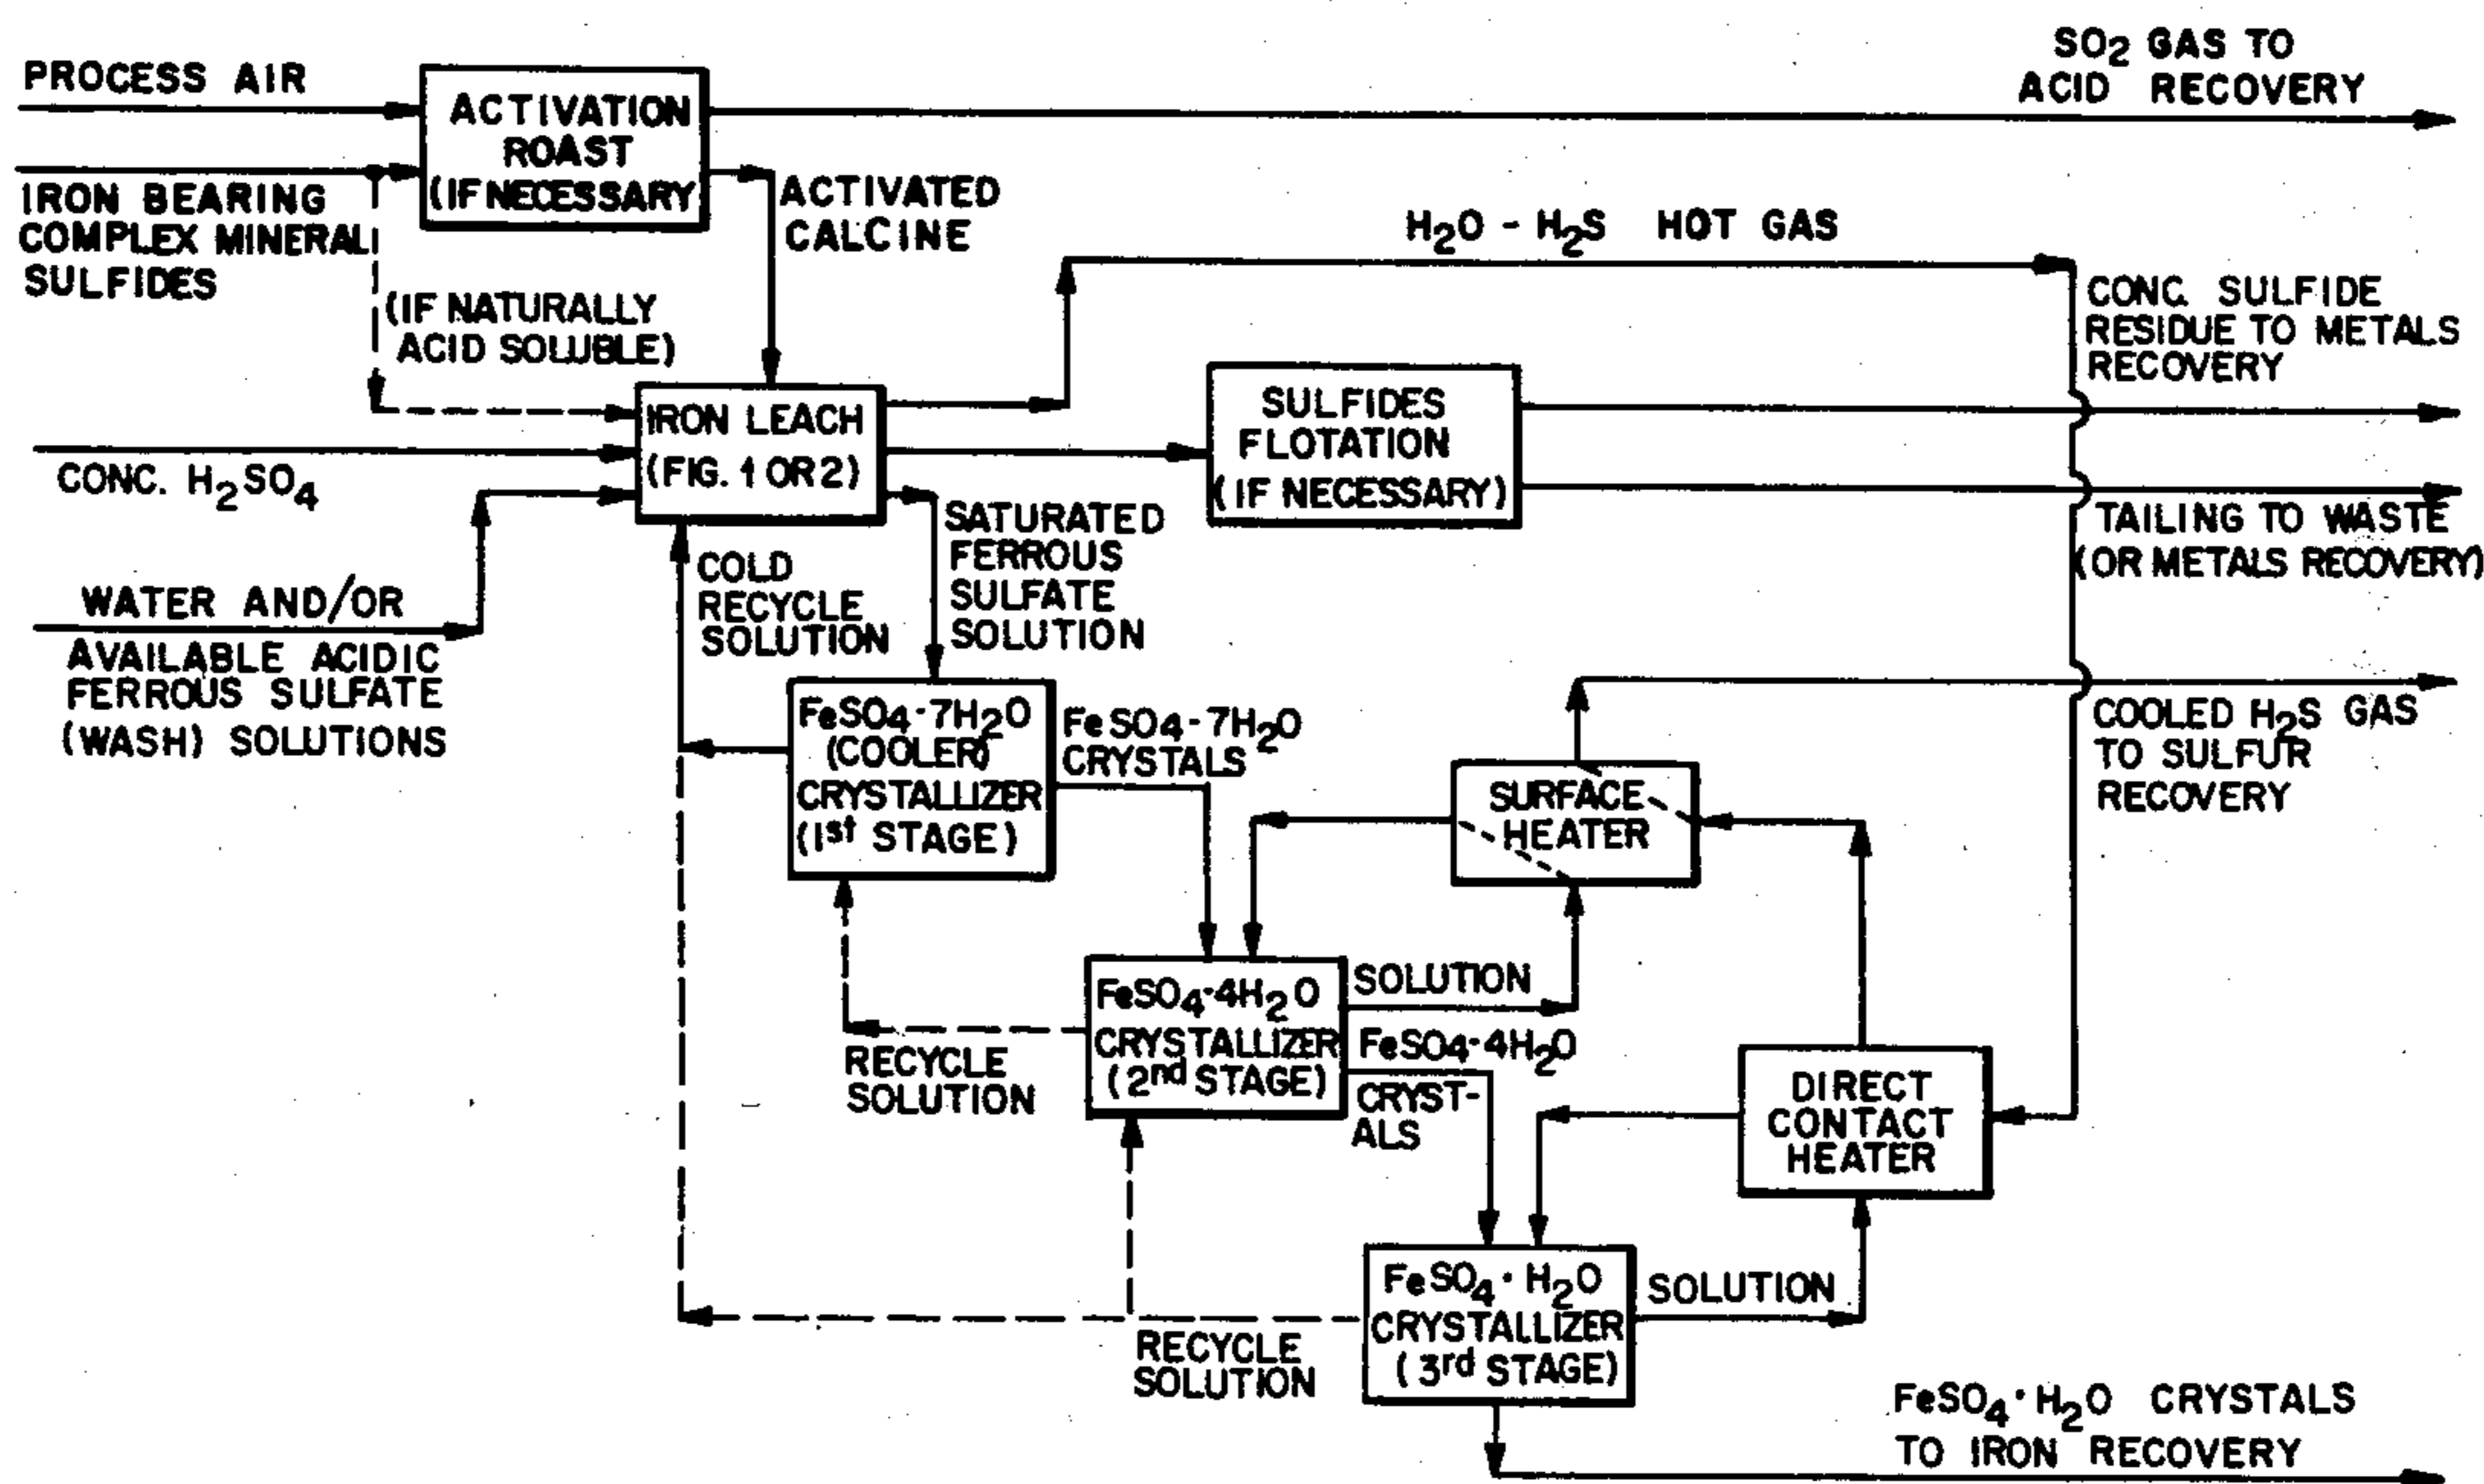 PROCESS AIR
ACTIVATION
ROAST
(IF NECESSARY
SO2 GAS TO
ACID RECOVERY
IRON BEARING
COMPLEX MINERAL
SULFIDES
ACTIVATED
CALCINE
(IF NATURALLY
ACID SOLUBLE)
H2O - H2S HOT GAS
CONC. SULFIDE
RESIDUE TO METALS
RECOVERY
IRON LEACH
(FIG. 1 OR 2)
SULFIDES
FLOTATION
(IF NECESSARY)
CONC. H2SO4
TAILING TO WASTE
(OR METALS RECOVERY)
WATER AND/OR
AVAILABLE ACIDIC
FERROUS SULFATE
(WASH) SOLUTIONS
COLD
RECYCLE
SOLUTION
SATURATED
FERROUS
SULFATE
SOLUTION
FeSO4·7H2O
(COOLER)
CRYSTALLIZER
(1st STAGE)
FeSO4-7H2O
CRYSTALS
SURFACE
HEATER
COOLED H2S GAS
TO SULFUR
RECOVERY
FeSO4·4H2O
CRYSTALLIZER
(2nd STAGE)
SOLUTION
FeSO4-4H2O
CRYST-
ALS
RECYCLE
SOLUTION
DIRECT
CONTACT
HEATER
FeSO4·H2O
CRYSTALLIZER
(3rd STAGE)
SOLUTION
RECYCLE
SOLUTION
FeSO4·H2O CRYSTALS
TO IRON RECOVERY